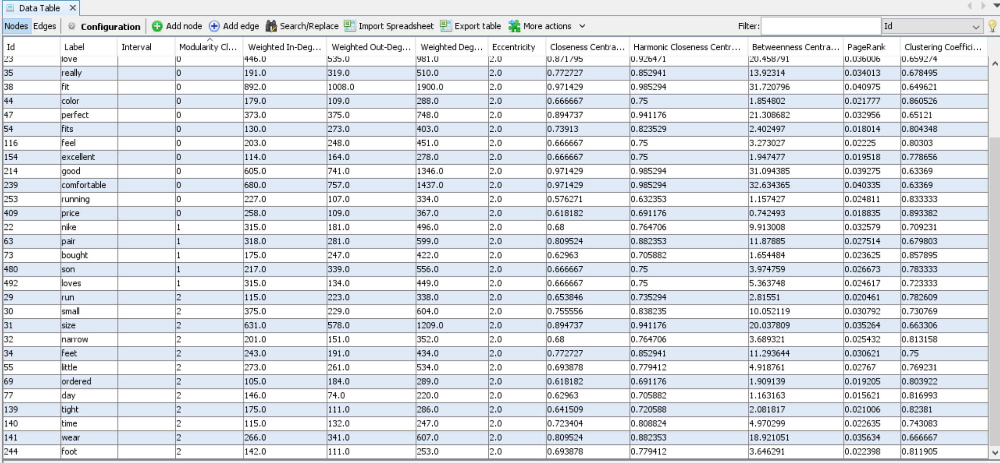 Data Table
Nodes Edges Configuration Add node Add edge Search/Replace Import Spreadsheet Export table More actions Filter: Id
Id Label Interval Modularity Cl... Weighted In-Deg... Weighted Out-Deg... Weighted Deg... Eccentricity Closeness Centra... Harmonic Closeness Centr... Betweenness Centra... PageRank Clustering Coeffici...
23 love 0 446.0 535.0 981.0 2.0 0.871795 0.926471 20.458791 0.036006 0.659274
35 really 0 191.0 319.0 510.0 2.0 0.772727 0.852941 13.92314 0.034013 0.678495
38 fit 0 892.0 1008.0 1900.0 2.0 0.971429 0.985294 31.720796 0.040975 0.649621
44 color 0 179.0 109.0 288.0 2.0 0.666667 0.75 1.854802 0.021777 0.860526
47 perfect 0 373.0 375.0 748.0 2.0 0.894737 0.941176 21.308682 0.032956 0.65121
54 fits 0 130.0 273.0 403.0 2.0 0.73913 0.823529 2.402497 0.018014 0.804348
116 feel 0 203.0 248.0 451.0 2.0 0.666667 0.75 3.273027 0.02225 0.80303
154 excellent 0 114.0 164.0 278.0 2.0 0.666667 0.75 1.947477 0.019518 0.778656
214 good 0 605.0 741.0 1346.0 2.0 0.971429 0.985294 31.094385 0.039275 0.63369
239 comfortable 0 680.0 757.0 1437.0 2.0 0.971429 0.985294 32.634365 0.040335 0.63369
253 running 0 227.0 107.0 334.0 2.0 0.576271 0.632353 1.157427 0.024811 0.833333
409 price 0 258.0 109.0 367.0 2.0 0.618182 0.691176 0.742493 0.018835 0.893382
22 nike 1 315.0 181.0 496.0 2.0 0.68 0.764706 9.913008 0.032579 0.709231
63 pair 1 318.0 281.0 599.0 2.0 0.809524 0.882353 11.87885 0.027514 0.679803
73 bought 1 175.0 247.0 422.0 2.0 0.62963 0.705882 1.654484 0.023625 0.857895
480 son 1 217.0 339.0 556.0 2.0 0.666667 0.75 3.974759 0.026673 0.783333
492 loves 1 315.0 134.0 449.0 2.0 0.666667 0.75 5.363748 0.024617 0.723333
29 run 2 115.0 223.0 338.0 2.0 0.653846 0.735294 2.81551 0.020461 0.782609
30 small 2 375.0 229.0 604.0 2.0 0.755556 0.838235 10.052119 0.030792 0.730769
31 size 2 631.0 578.0 1209.0 2.0 0.894737 0.941176 20.037809 0.035264 0.663306
32 narrow 2 201.0 151.0 352.0 2.0 0.68 0.764706 3.689321 0.025432 0.813158
34 feet 2 243.0 191.0 434.0 2.0 0.772727 0.852941 11.293644 0.030621 0.75
55 little 2 273.0 261.0 534.0 2.0 0.693878 0.779412 4.918761 0.02767 0.769231
69 ordered 2 105.0 184.0 289.0 2.0 0.618182 0.691176 1.909139 0.019205 0.803922
77 day 2 146.0 74.0 220.0 2.0 0.62963 0.705882 1.163163 0.015621 0.816993
139 tight 2 175.0 111.0 286.0 2.0 0.641509 0.720588 2.081817 0.021006 0.82381
140 time 2 115.0 132.0 247.0 2.0 0.723404 0.808824 4.970299 0.022635 0.743083
141 wear 2 266.0 341.0 607.0 2.0 0.809524 0.882353 18.921051 0.035634 0.666667
244 foot 2 142.0 111.0 253.0 2.0 0.693878 0.779412 3.646291 0.022398 0.811905